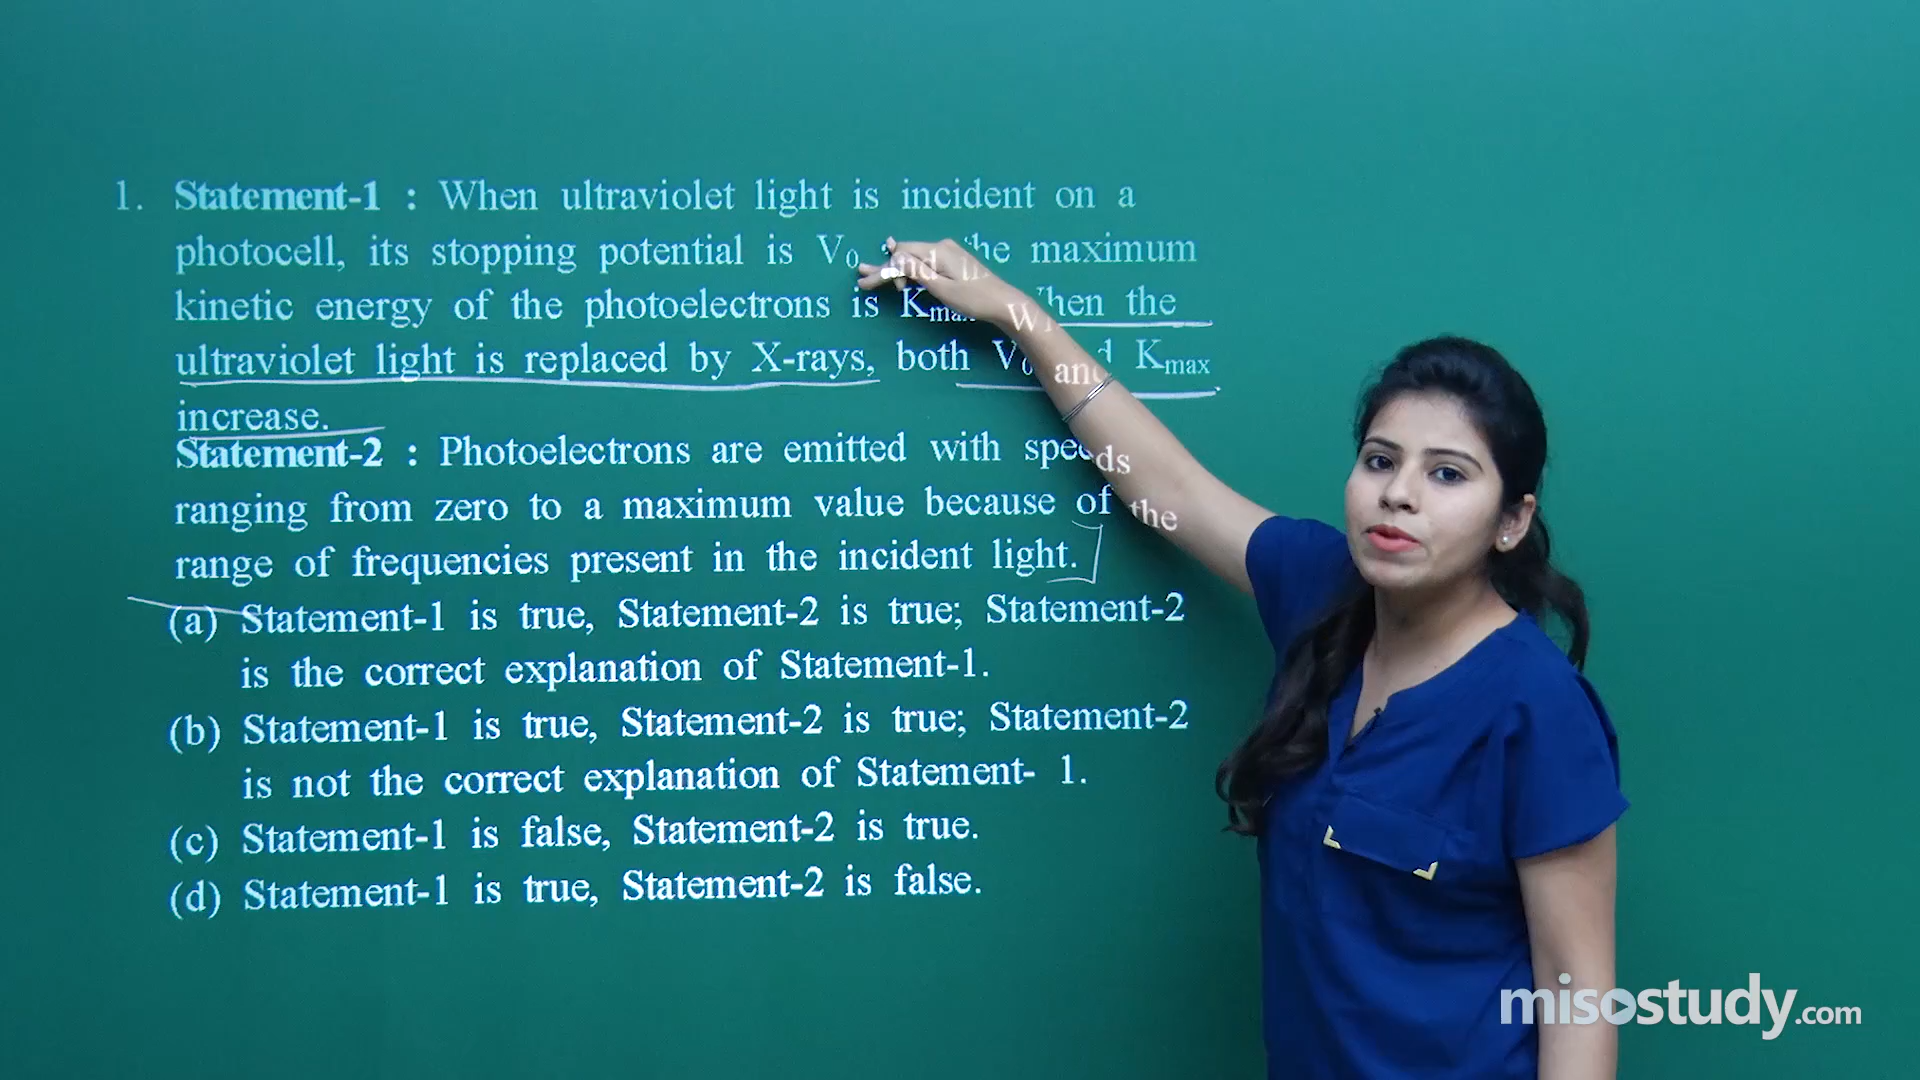 1. Statement-1 : When ultraviolet light is incident on a
photocell, its stopping potential is V₀ and the maximum
kinetic energy of the photoelectrons is Kmax. When the
ultraviolet light is replaced by X-rays, both V₀ and Kmax
increase.
Statement-2 : Photoelectrons are emitted with speeds
ranging from zero to a maximum value because of the
range of frequencies present in the incident light.
(a) Statement-1 is true, Statement-2 is true; Statement-2
is the correct explanation of Statement-1.
(b) Statement-1 is true, Statement-2 is true; Statement-2
is not the correct explanation of Statement- 1.
(c) Statement-1 is false, Statement-2 is true.
(d) Statement-1 is true, Statement-2 is false.
misostudy.com